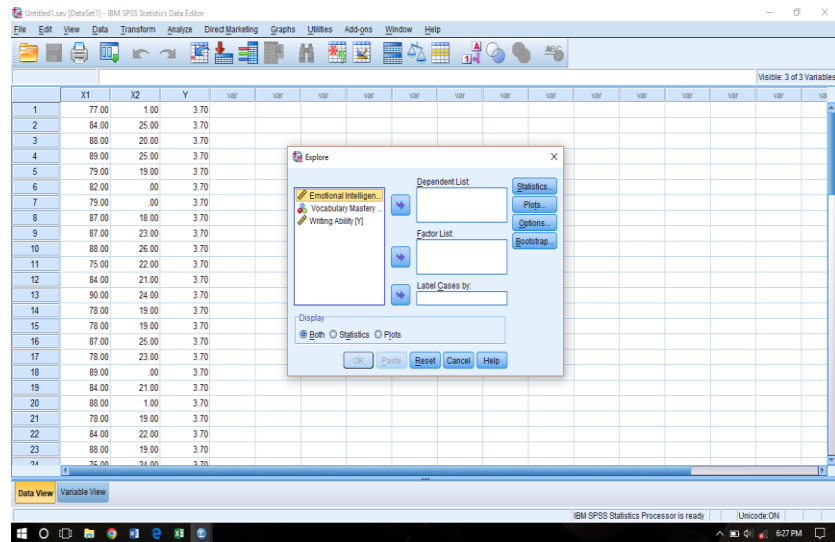 Untitled1.sav [DataSet1] - IBM SPSS Statistics Data Editor
File Edit View Data Transform Analyze Direct Marketing Graphs Utilities Add-ons Window Help
Visible: 3 of 3 Variables
X1 X2 Y var var var var var var var var var var var var var va
1 77.00 1.00 3.70
2 84.00 25.00 3.70
3 88.00 20.00 3.70
4 89.00 25.00 3.70
5 79.00 19.00 3.70
6 82.00 .00 3.70
7 79.00 .00 3.70
8 87.00 18.00 3.70
9 87.00 23.00 3.70
10 88.00 26.00 3.70
11 75.00 22.00 3.70
12 84.00 21.00 3.70
13 90.00 24.00 3.70
14 78.00 19.00 3.70
15 78.00 19.00 3.70
16 87.00 25.00 3.70
17 78.00 23.00 3.70
18 89.00 .00 3.70
19 84.00 21.00 3.70
20 88.00 1.00 3.70
21 78.00 19.00 3.70
22 84.00 22.00 3.70
23 88.00 19.00 3.70
24 75.00 24.00 3.70
Explore
Emotional Intelligen...
Vocabulary Mastery ...
Writing Ability [Y]
Dependent List:
Factor List:
Label Cases by:
Statistics...
Plots...
Options...
Bootstrap...
Display
Both Statistics Plots
OK Paste Reset Cancel Help
Data View Variable View
IBM SPSS Statistics Processor is ready Unicode:ON
6:27 PM